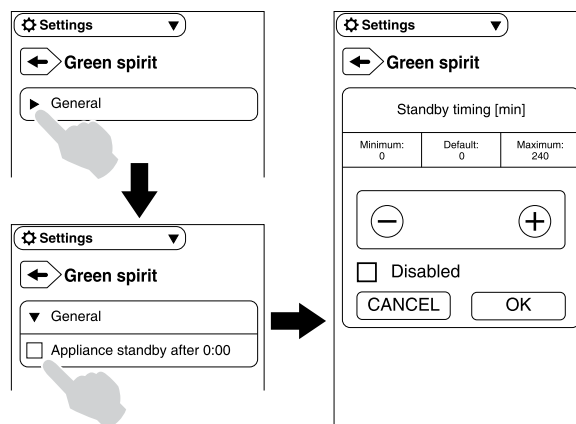 Settings
Green spirit
General
Settings
Green spirit
General
Appliance standby after 0:00
Settings
Green spirit
Standby timing [min]
Minimum: Default: Maximum:
0 0 240
Disabled
CANCEL OK